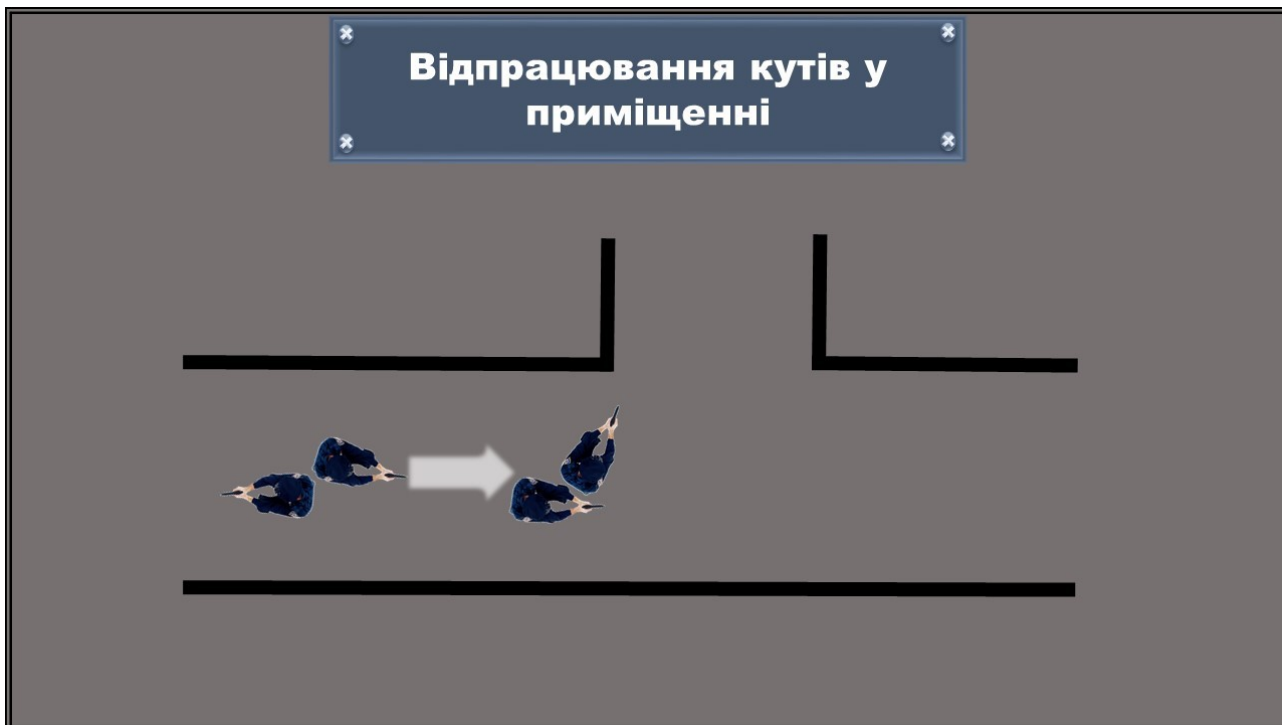 Відпрацювання кутів у
приміщенні